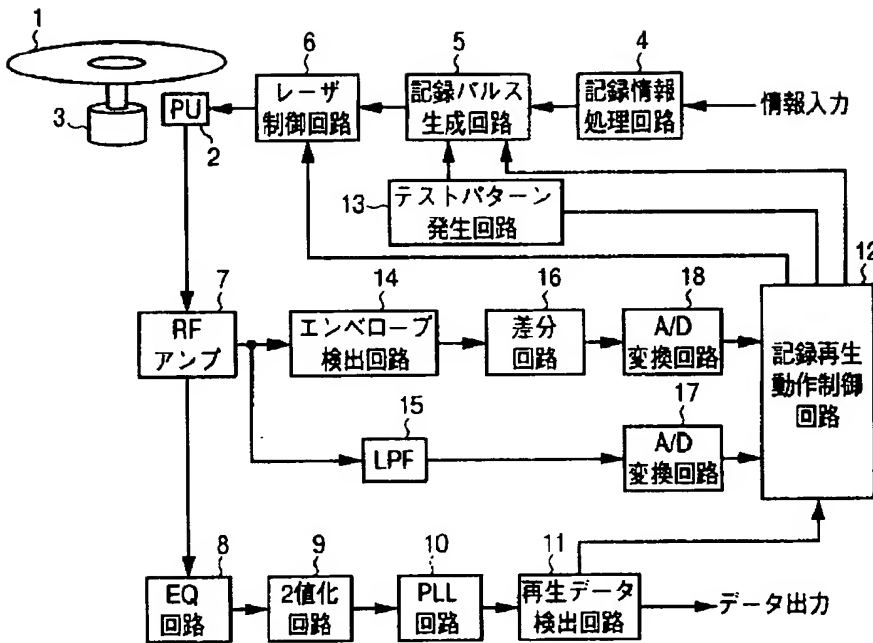 1
6
5
4
レーザ
制御回路
記録パルス
生成回路
記録情報
処理回路
情報入力
PU
3
2
13
テストパターン
発生回路
12
7
14
16
18
RF
アンプ
エンベロープ
検出回路
差分
回路
A/D
変換回路
記録再生
動作制御
回路
15
17
LPF
A/D
変換回路
8
9
10
11
EQ
回路
2値化
回路
PLL
回路
再生データ
検出回路
データ出力